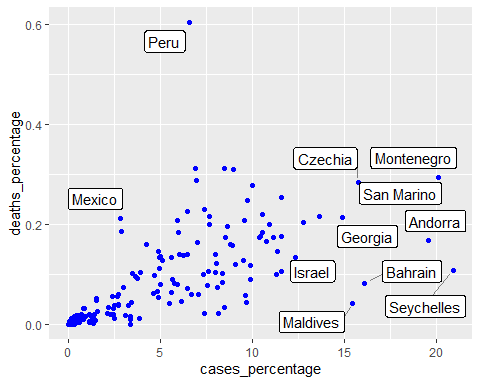 0.6
Peru
0.4
deaths_percentage
Czechia
Montenegro
Mexico
San Marino
0.2
Andorra
Georgia
Israel
Bahrain
Seychelles
Maldives
0.0
0
5
10
15
20
cases_percentage